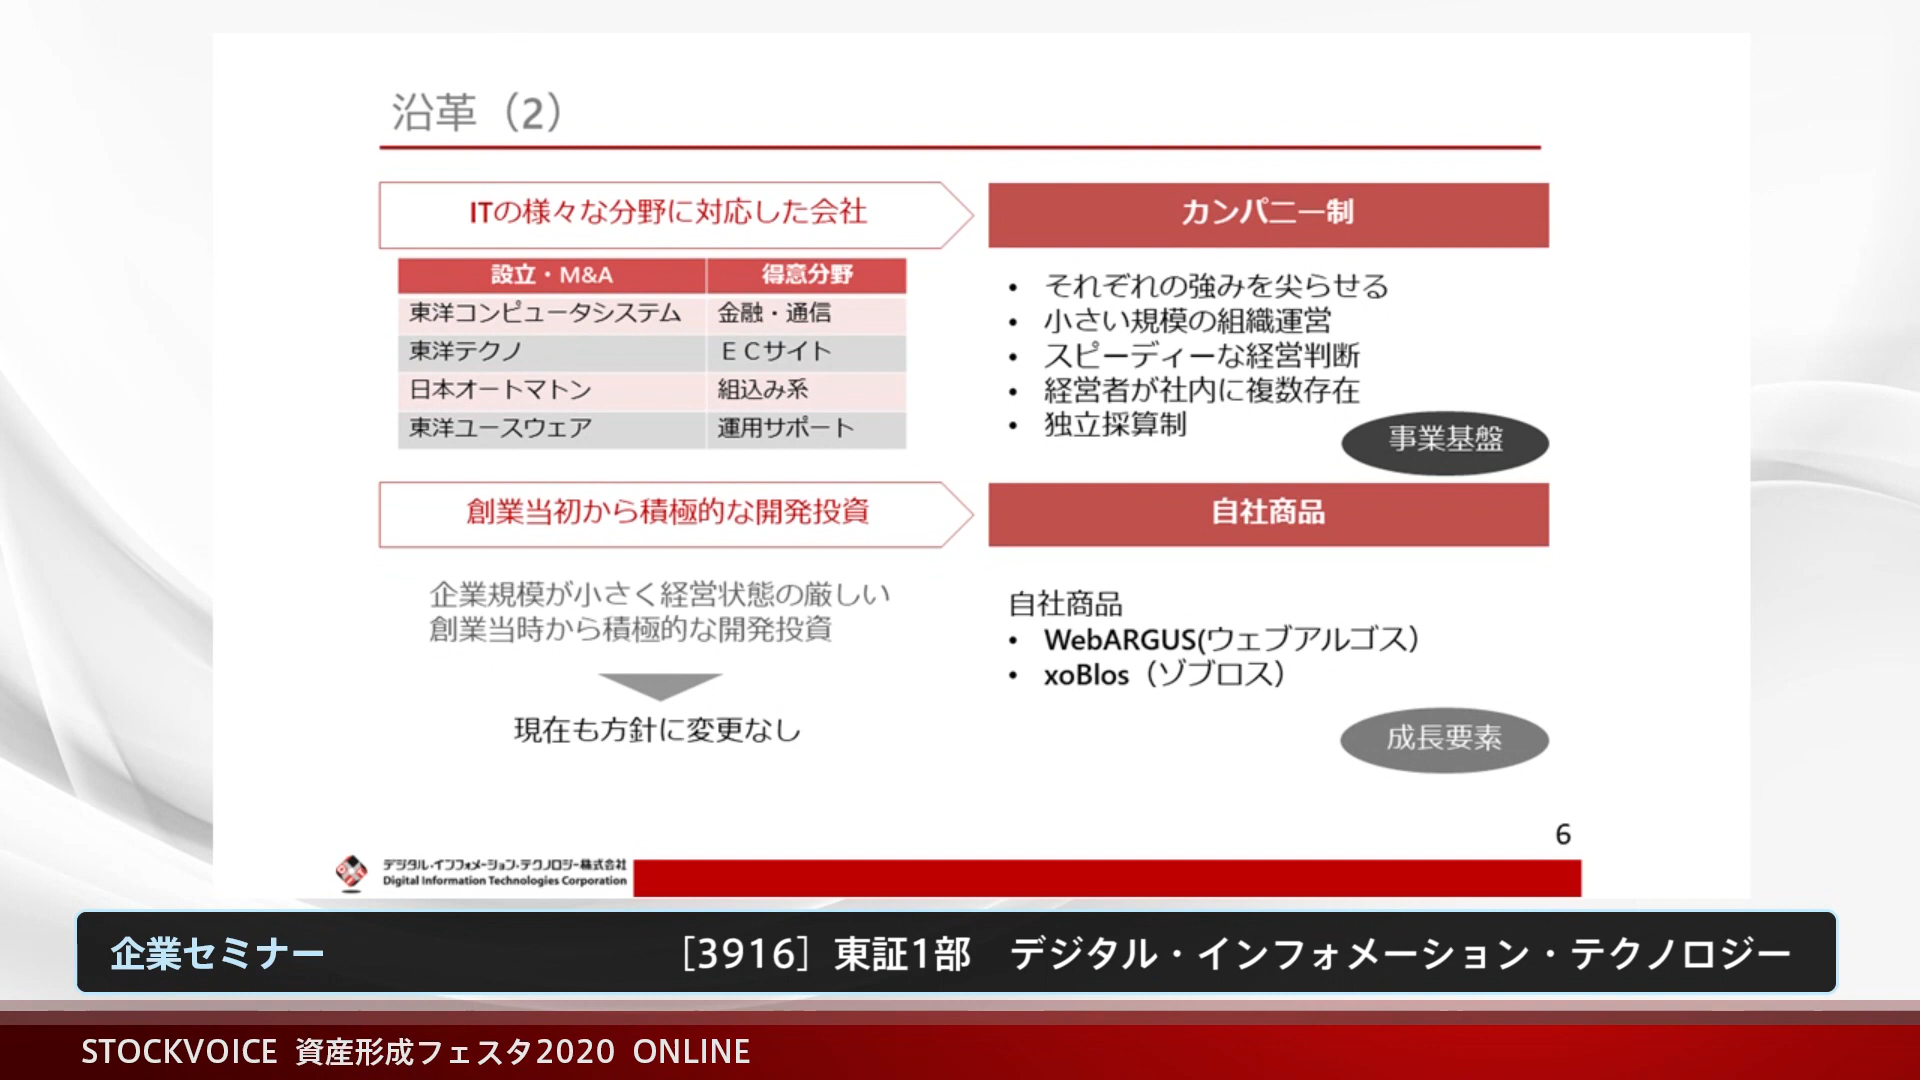 沿革（2）
ITの様々な分野に対応した会社
カンパニー制
設立・M&A 得意分野
東洋コンピュータシステム 金融・通信
東洋テクノ ＥＣサイト
日本オートマトン 組込み系
東洋ユースウェア 運用サポート
• それぞれの強みを尖らせる
• 小さい規模の組織運営
• スピーディーな経営判断
• 経営者が社内に複数存在
• 独立採算制
事業基盤
創業当初から積極的な開発投資
自社商品
企業規模が小さく経営状態の厳しい
創業当時から積極的な開発投資
現在も方針に変更なし
自社商品
• WebARGUS(ウェブアルゴス）
• xoBlos（ゾブロス）
成長要素
6
デジタル・インフォメーション・テクノロジー株式会社
Digital Information Technologies Corporation
企業セミナー
［3916］東証1部　デジタル・インフォメーション・テクノロジー
STOCKVOICE 資産形成フェスタ2020 ONLINE